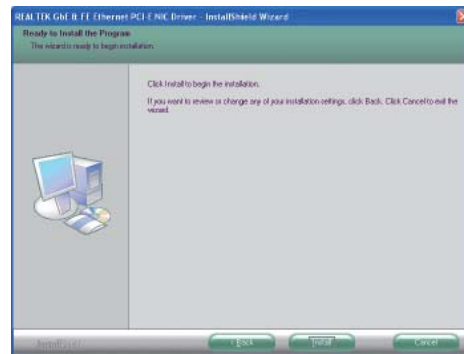 REALTEK GbE & FE Ethernet PCI-E NIC Driver - InstallShield Wizard
Ready to Install the Program
The wizard is ready to begin installation.
Click Install to begin the installation.
If you want to review or change any of your installation settings, click Back. Click Cancel to exit the
wizard.
InstallShield
< Back
Install
Cancel